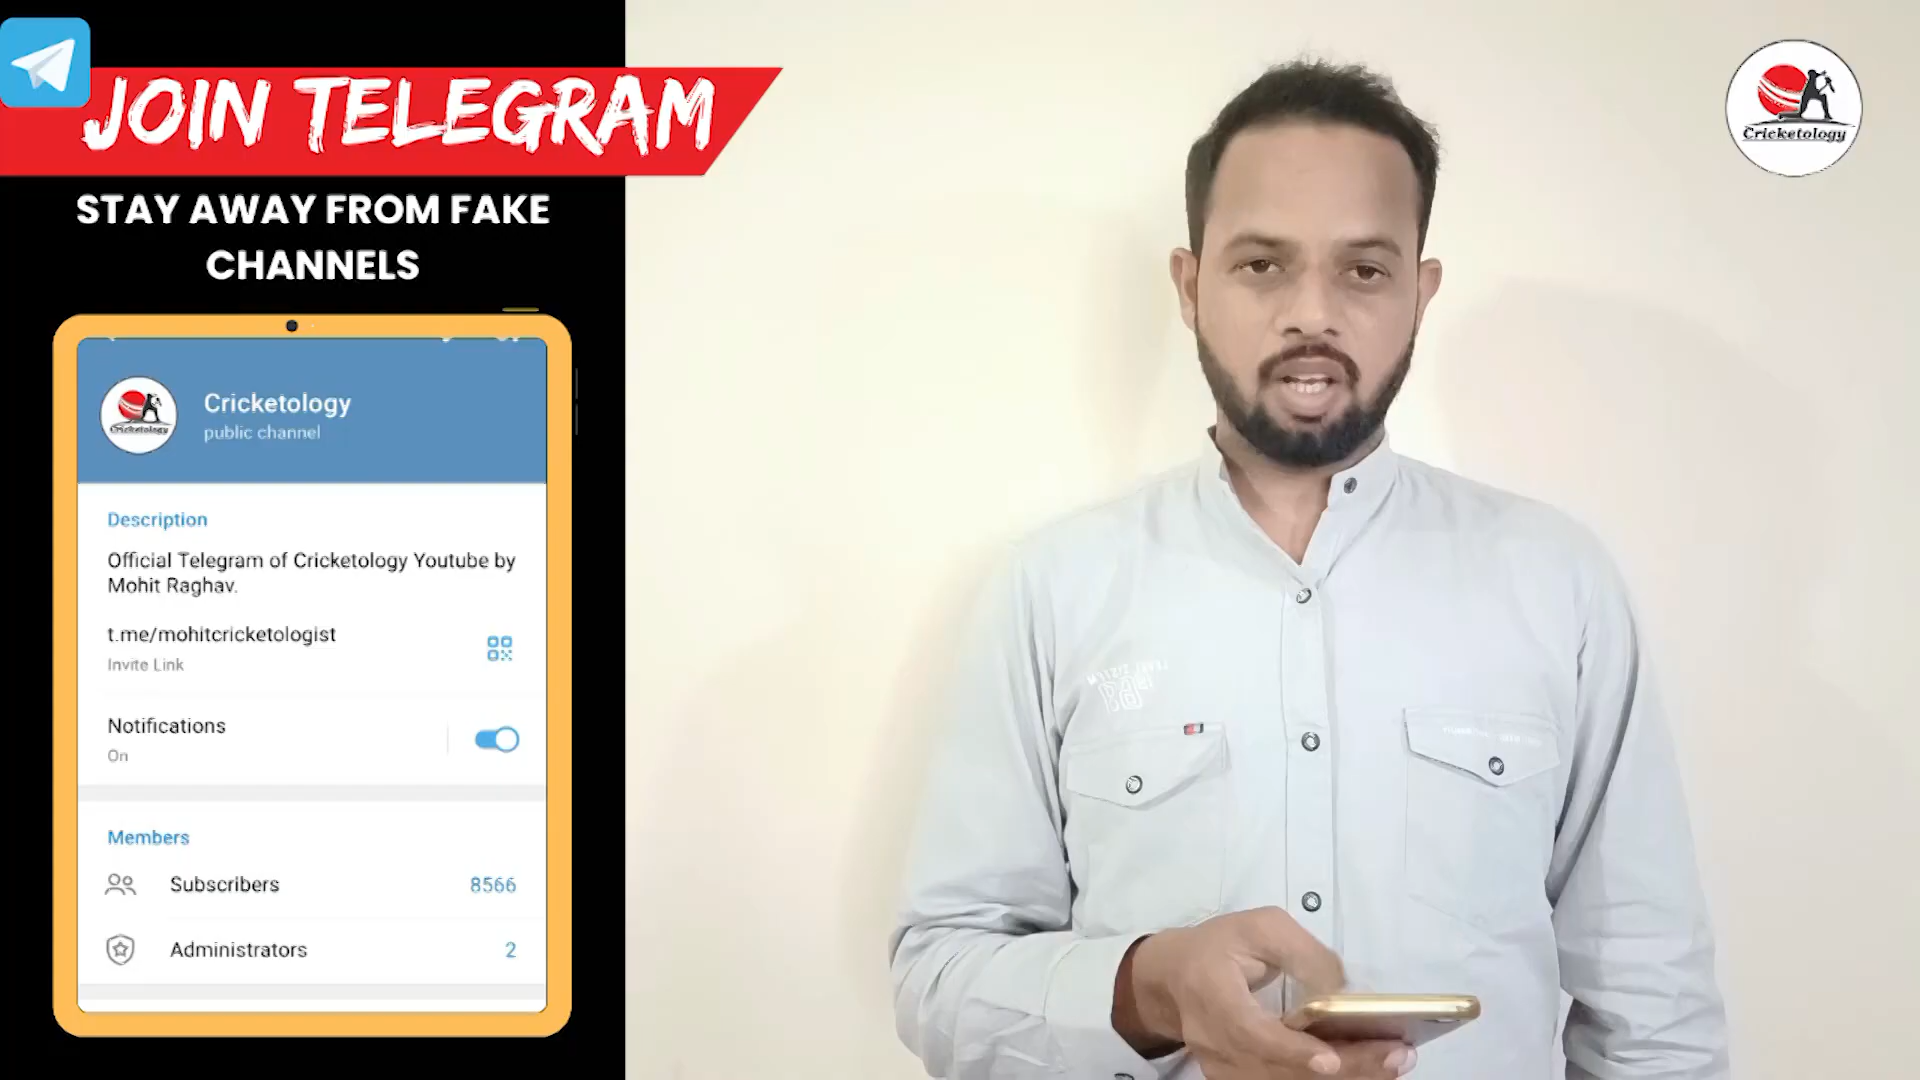 JOIN TELEGRAM
STAY AWAY FROM FAKE
CHANNELS
Cricketology
Cricketology
public channel
Cricketology
Description
Official Telegram of Cricketology Youtube by
Mohit Raghav.
t.me/mohitcricketologist
Invite Link
Notifications
On
Members
Subscribers 8566
Administrators 2